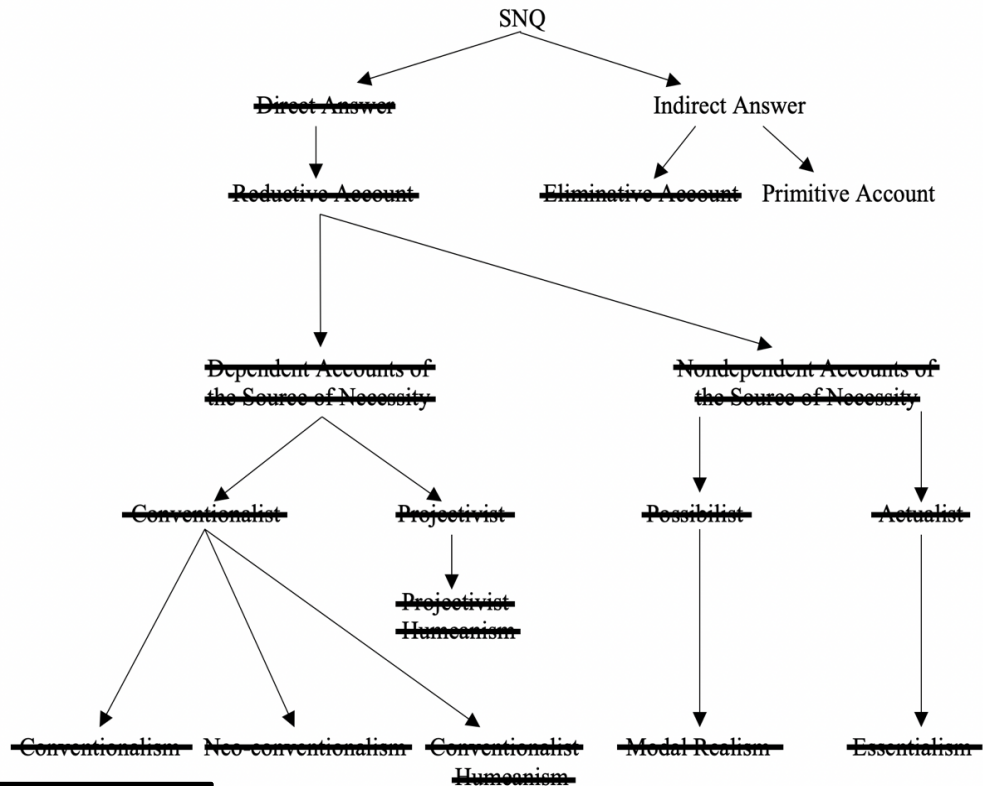 SNQ
Direct Answer
Indirect Answer
Reductive Account
Eliminative Account
Primitive Account
Dependent Accounts of
the Source of Necessity
Nondependent Accounts of
the Source of Necessity
Conventionalist
Projectivist
Possibilist
Actualist
Projectivist
Humeanism
Conventionalism
Neo-conventionalism
Conventionalist
Humeanism
Modal Realism
Essentialism